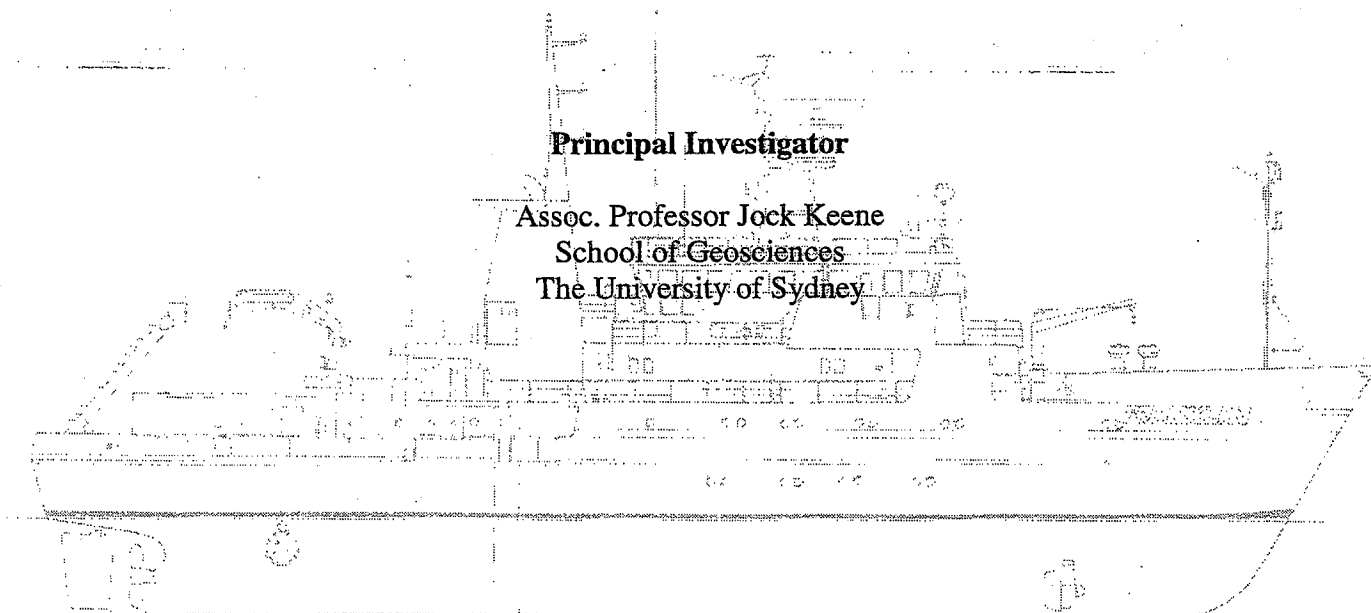 Principal Investigator
Assoc. Professor Jock Keene
School of Geosciences
The University of Sydney